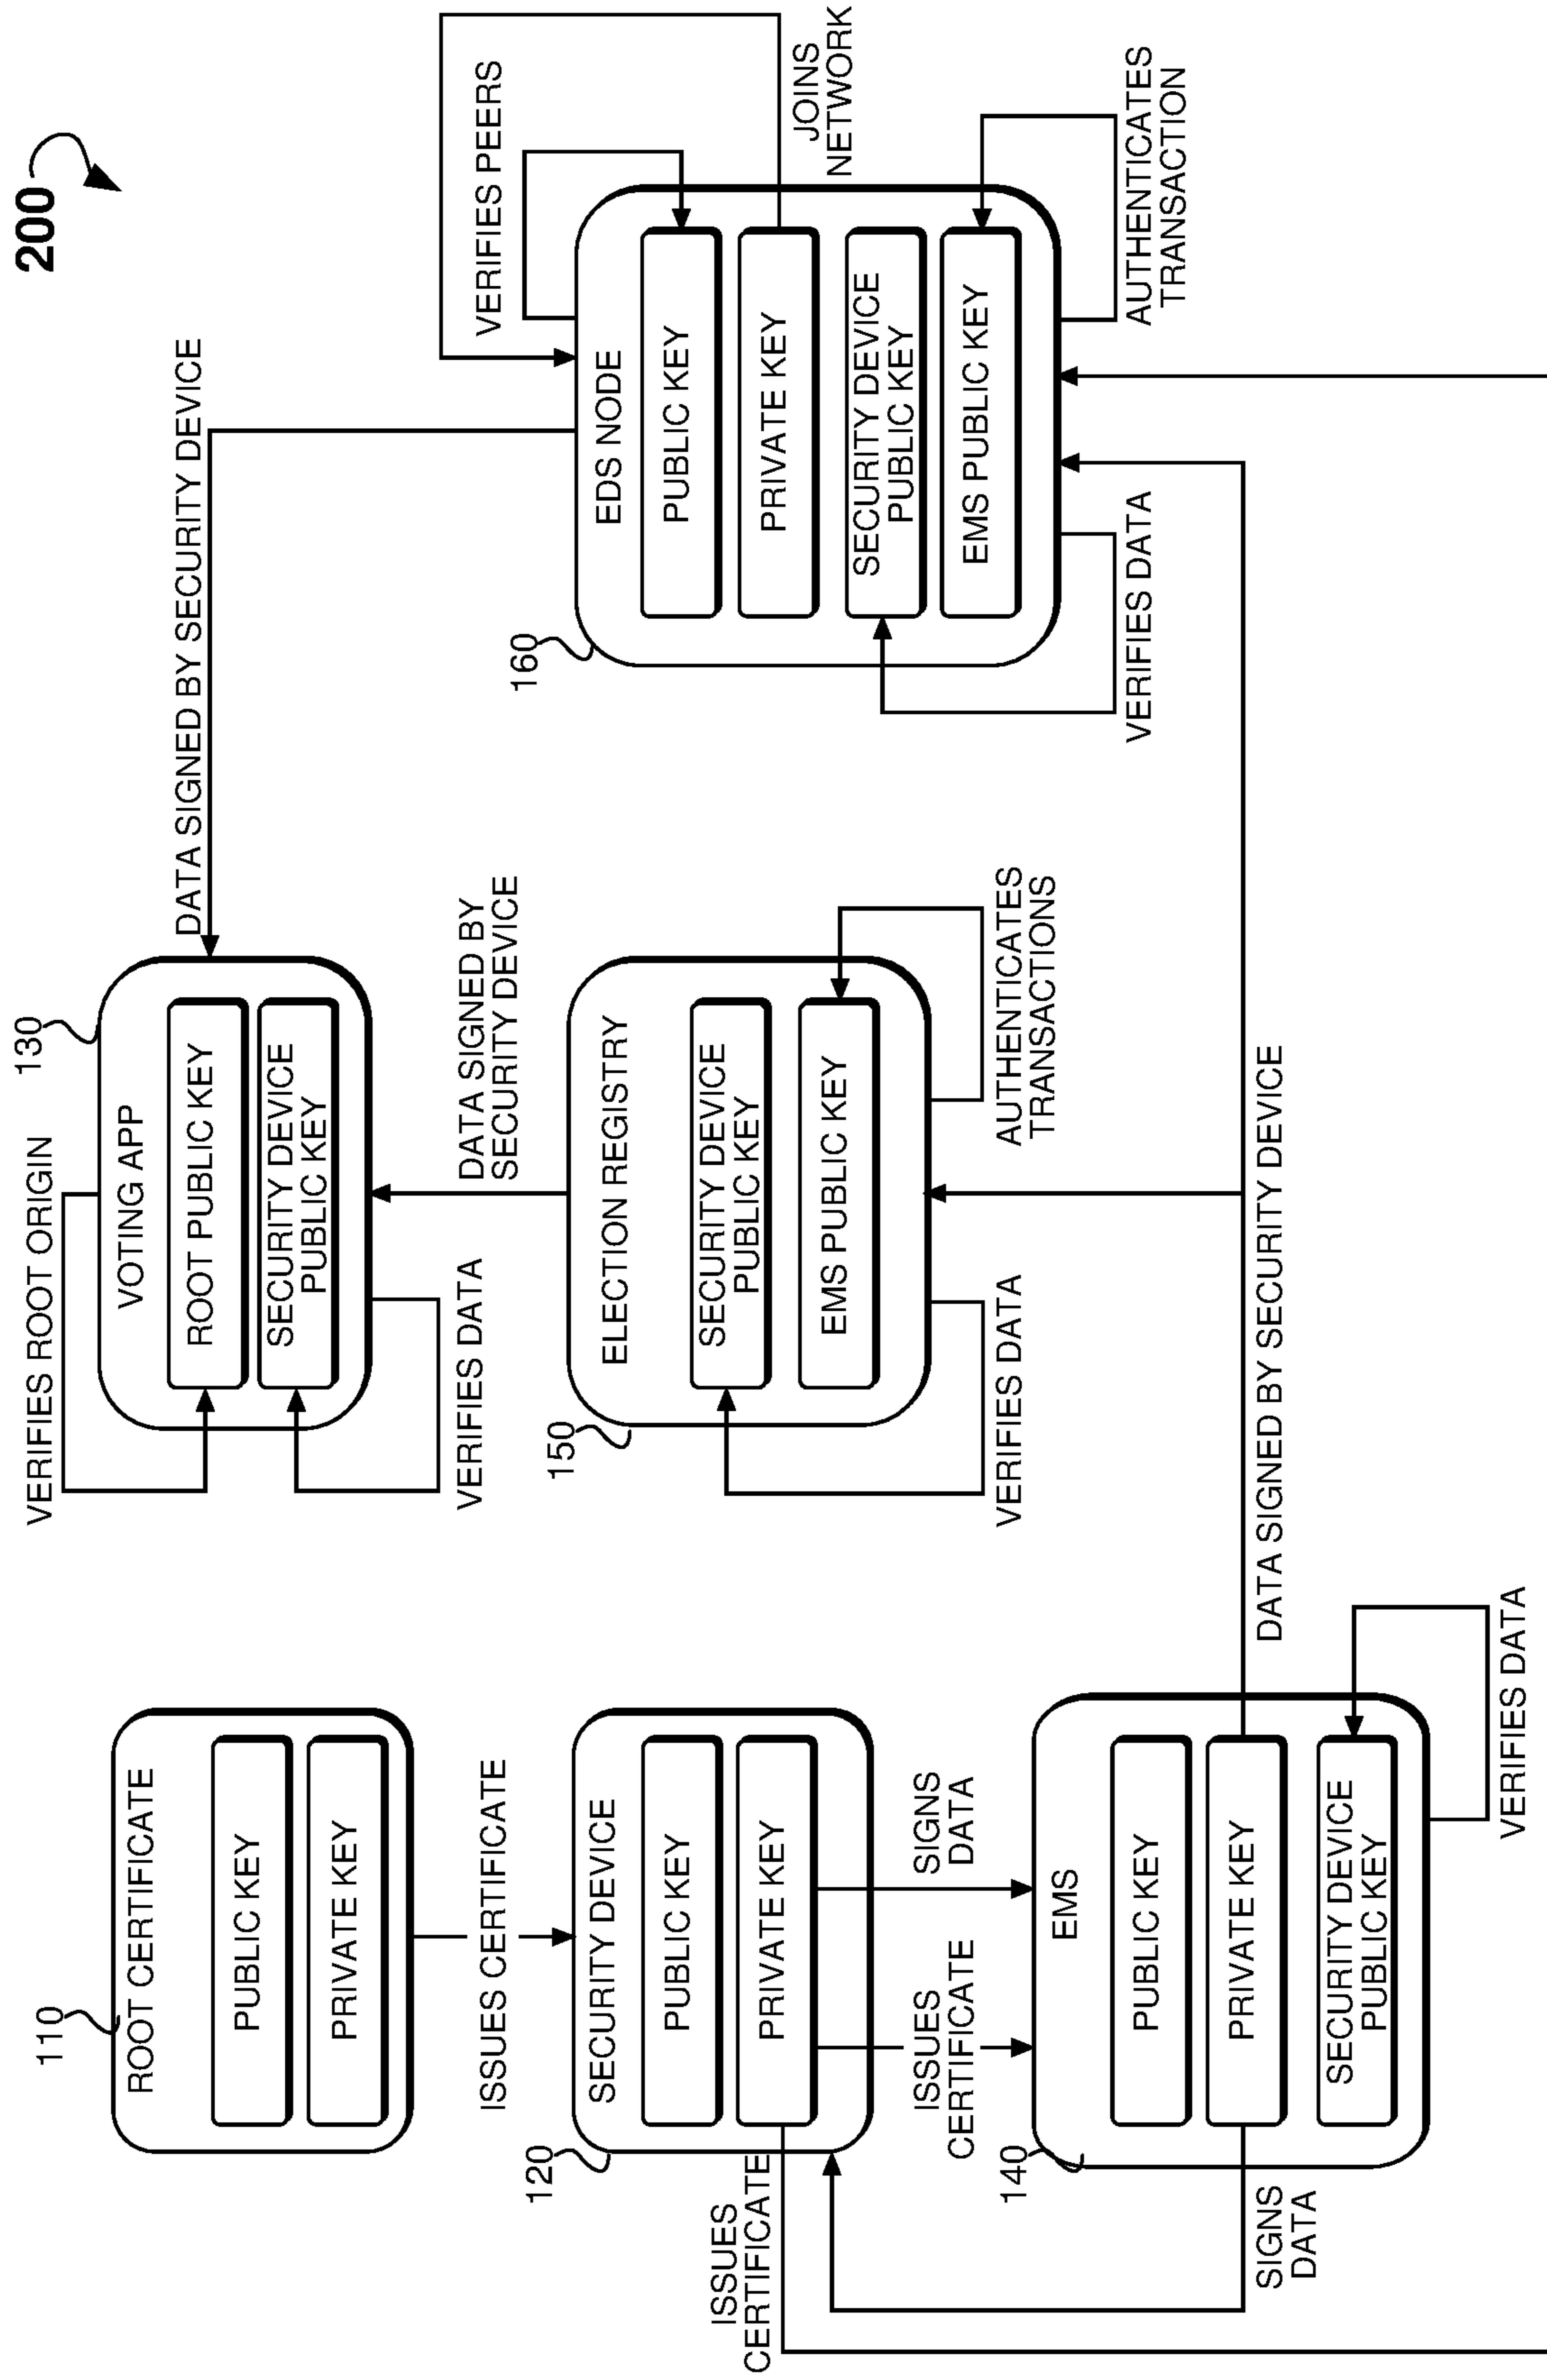 200
110
ROOT CERTIFICATE
PUBLIC KEY
PRIVATE KEY
ISSUES CERTIFICATE
120
SECURITY DEVICE
PUBLIC KEY
PRIVATE KEY
ISSUES
CERTIFICATE
ISSUES
CERTIFICATE
SIGNS
DATA
140
EMS
PUBLIC KEY
PRIVATE KEY
SECURITY DEVICE
PUBLIC KEY
SIGNS
DATA
VERIFIES DATA
DATA SIGNED BY SECURITY DEVICE
VERIFIES ROOT ORIGIN
130
VOTING APP
ROOT PUBLIC KEY
SECURITY DEVICE
PUBLIC KEY
VERIFIES DATA
DATA SIGNED BY
SECURITY DEVICE
150
ELECTION REGISTRY
SECURITY DEVICE
PUBLIC KEY
EMS PUBLIC KEY
VERIFIES DATA
AUTHENTICATES
TRANSACTIONS
DATA SIGNED BY SECURITY DEVICE
VERIFIES PEERS
160
EDS NODE
PUBLIC KEY
PRIVATE KEY
SECURITY DEVICE
PUBLIC KEY
EMS PUBLIC KEY
JOINS
NETWORK
VERIFIES DATA
AUTHENTICATES
TRANSACTION